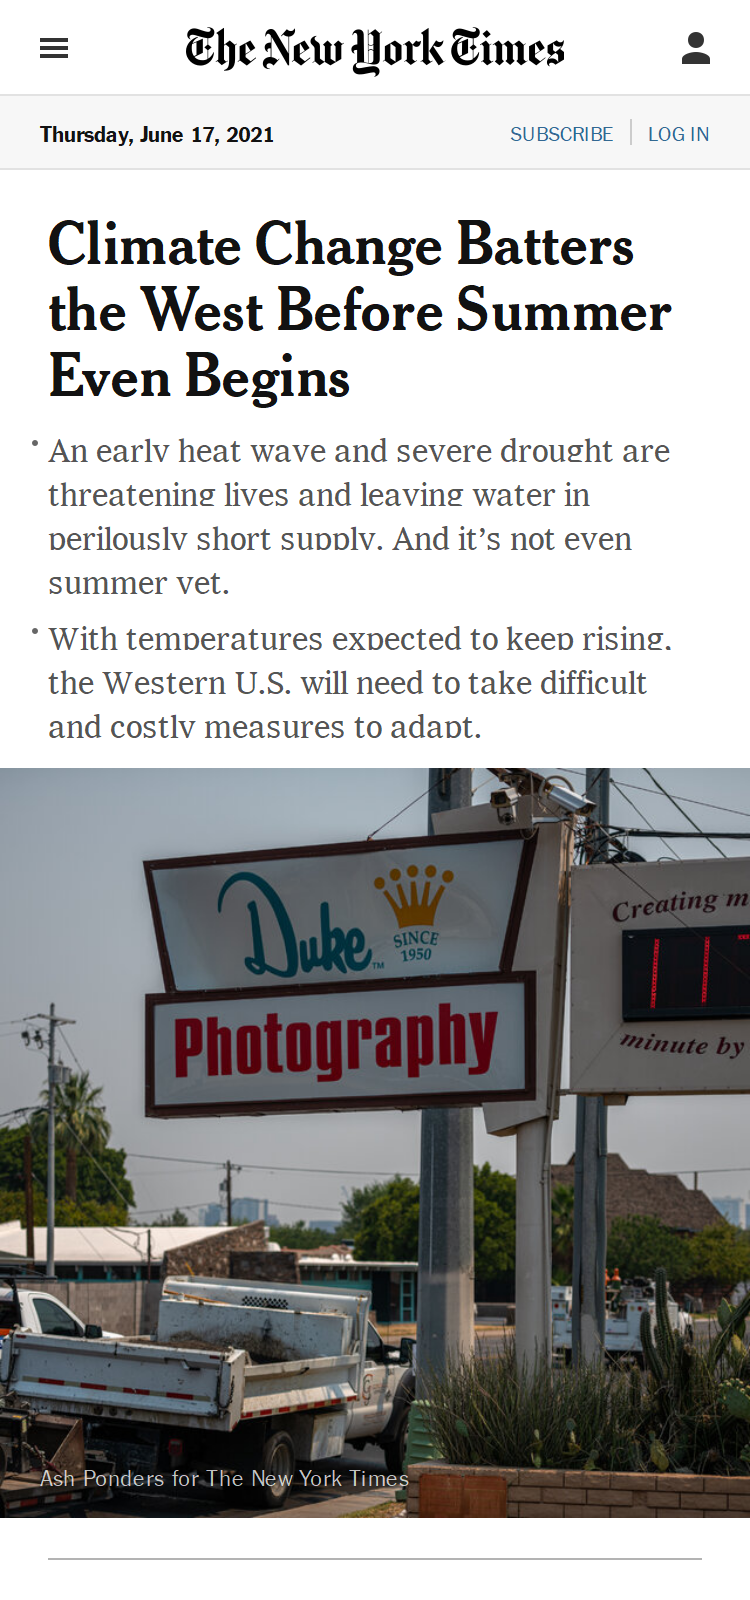 The New York Times
Thursday, June 17, 2021
SUBSCRIBE
LOG IN
Climate Change Batters
the West Before Summer
Even Begins
An early heat wave and severe drought are
threatening lives and leaving water in
perilously short supply. And it’s not even
summer yet.
With temperatures expected to keep rising,
the Western U.S. will need to take difficult
and costly measures to adapt.
Duke
SINCE
1950
TM
Photography
Creating m
11
minute by
Ash Ponders for The New York Times